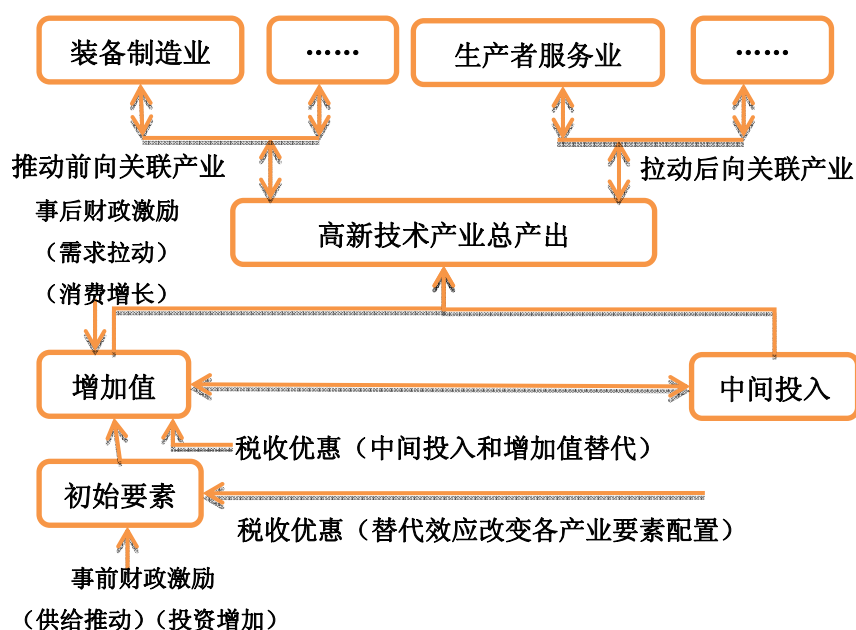 装备制造业
……
生产者服务业
……
推动前向关联产业
拉动后向关联产业
事后财政激励
（需求拉动）
（消费增长）
高新技术产业总产出
增加值
中间投入
税收优惠（中间投入和增加值替代）
初始要素
税收优惠（替代效应改变各产业要素配置）
事前财政激励
（供给推动）（投资增加）